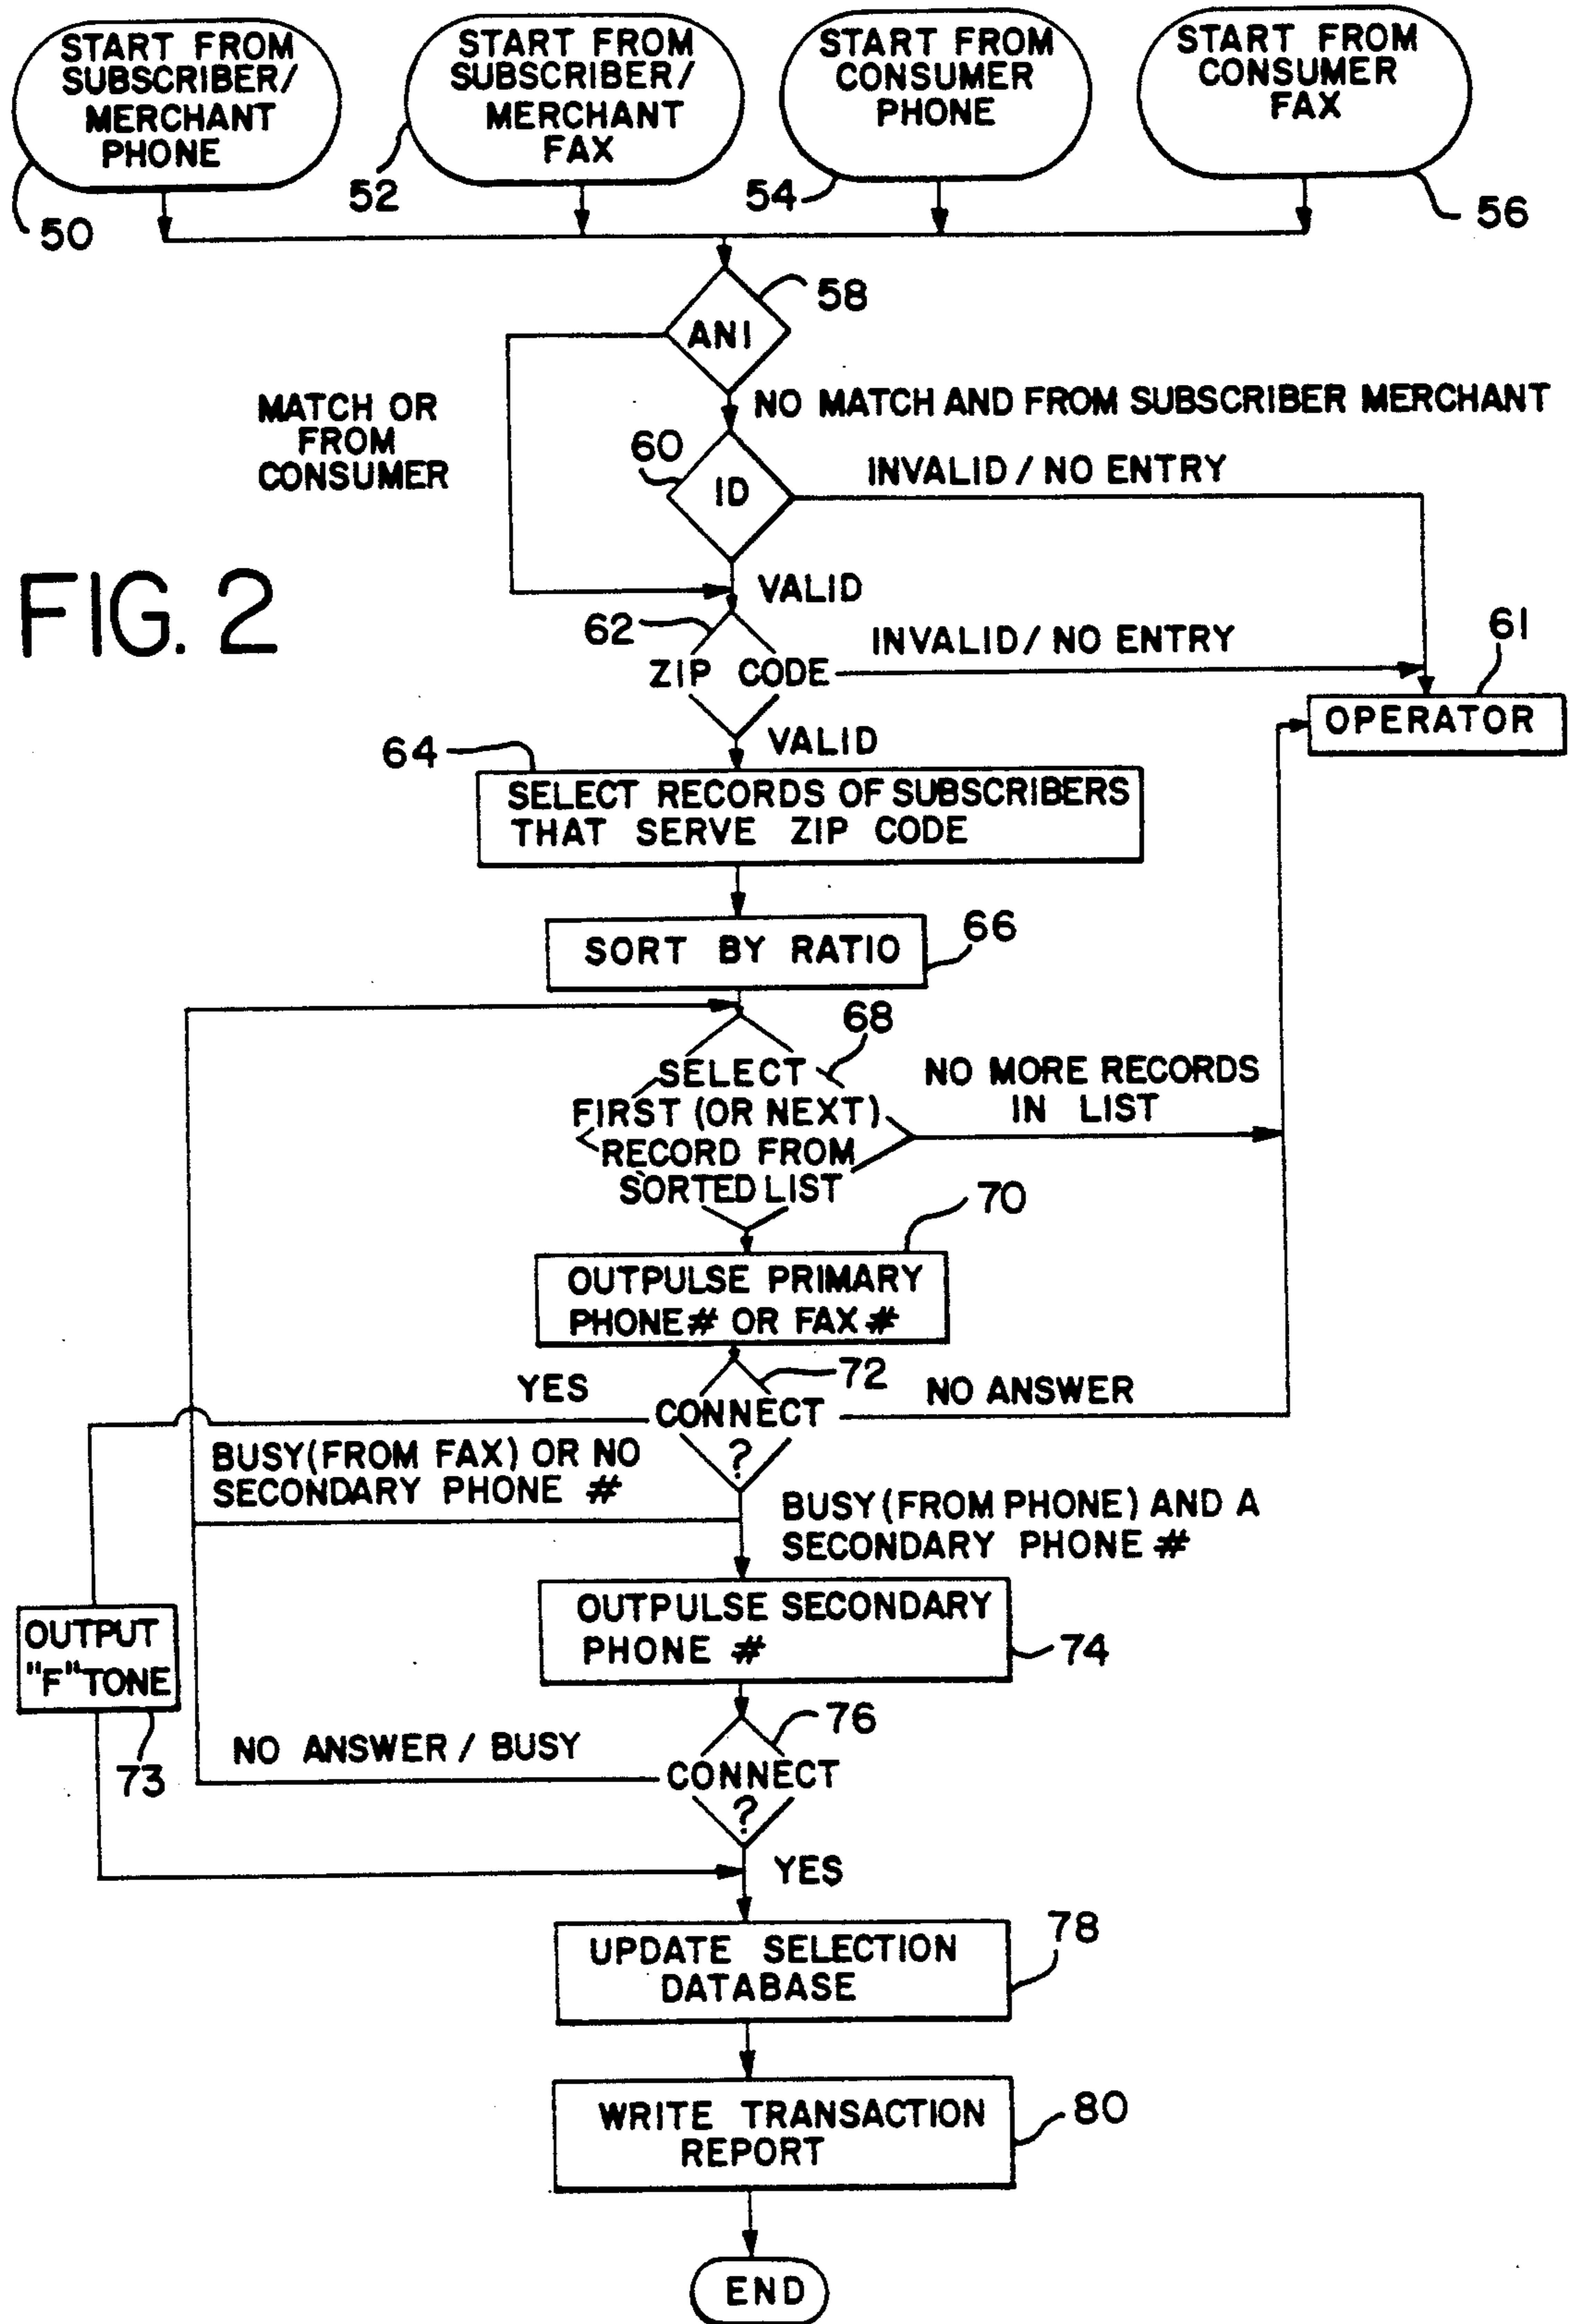 START FROM
SUBSCRIBER/
MERCHANT
PHONE
50
START FROM
SUBSCRIBER/
MERCHANT
FAX
52
START FROM
CONSUMER
PHONE
54
START FROM
CONSUMER
FAX
56
ANI
58
MATCH OR
FROM
CONSUMER
NO MATCH AND FROM SUBSCRIBER MERCHANT
60
ID
INVALID / NO ENTRY
FIG. 2
VALID
62
ZIP CODE
INVALID / NO ENTRY
61
OPERATOR
VALID
64
SELECT RECORDS OF SUBSCRIBERS
THAT SERVE ZIP CODE
SORT BY RATIO
66
68
SELECT
FIRST (OR NEXT)
RECORD FROM
SORTED LIST
NO MORE RECORDS
IN LIST
70
OUTPULSE PRIMARY
PHONE # OR FAX #
72
YES
CONNECT
?
NO ANSWER
BUSY (FROM FAX) OR NO
SECONDARY PHONE #
BUSY (FROM PHONE) AND A
SECONDARY PHONE #
OUTPULSE SECONDARY
PHONE #
74
OUTPUT
"F" TONE
73
76
NO ANSWER / BUSY
CONNECT
?
YES
UPDATE SELECTION
DATABASE
78
WRITE TRANSACTION
REPORT
80
END